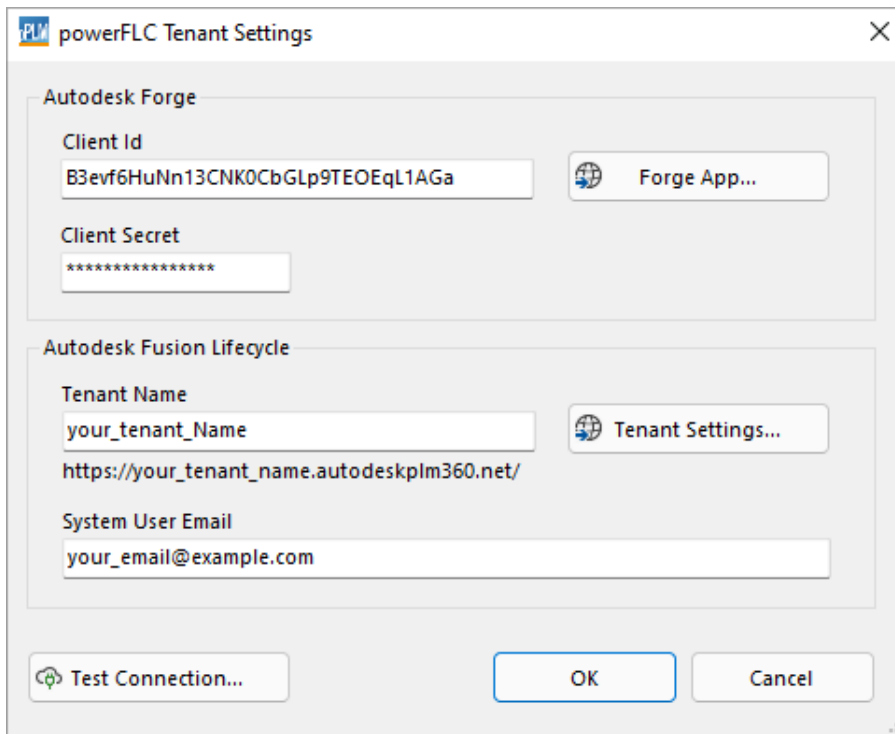 PLM powerFLC Tenant Settings
Autodesk Forge
Client Id
B3evf6HuNn13CNK0CbGLp9TEOEqL1AGa
Forge App...
Client Secret
****************
Autodesk Fusion Lifecycle
Tenant Name
your_tenant_Name
Tenant Settings...
https://your_tenant_name.autodeskplm360.net/
System User Email
your_email@example.com
Test Connection...
OK
Cancel